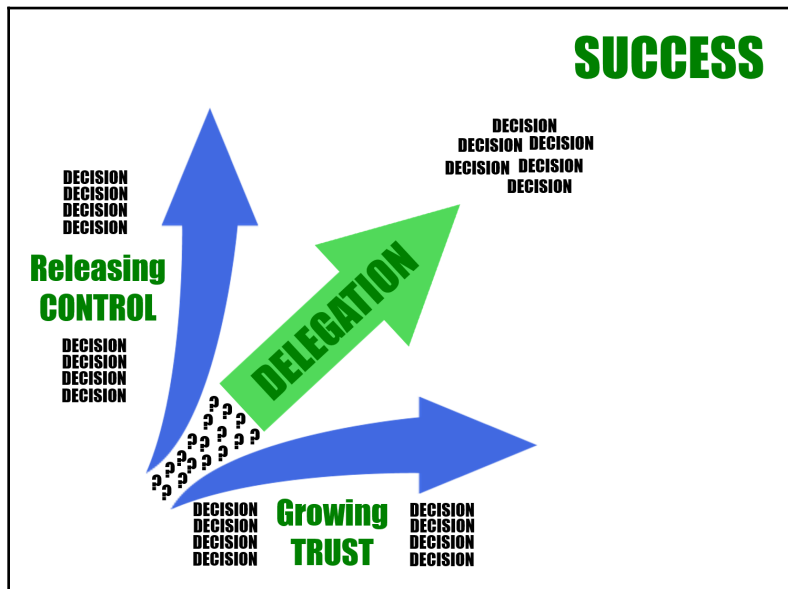 SUCCESS
DECISION
DECISION DECISION
DECISION DECISION
DECISION
DECISION
DECISION
DECISION
DECISION
Releasing
CONTROL
DECISION
DECISION
DECISION
DECISION
DELEGATION
? ? ? ? ? ? ? ? ? ? ? ? ? ? ? ? ? ?
DECISION
DECISION
DECISION
DECISION
Growing
TRUST
DECISION
DECISION
DECISION
DECISION